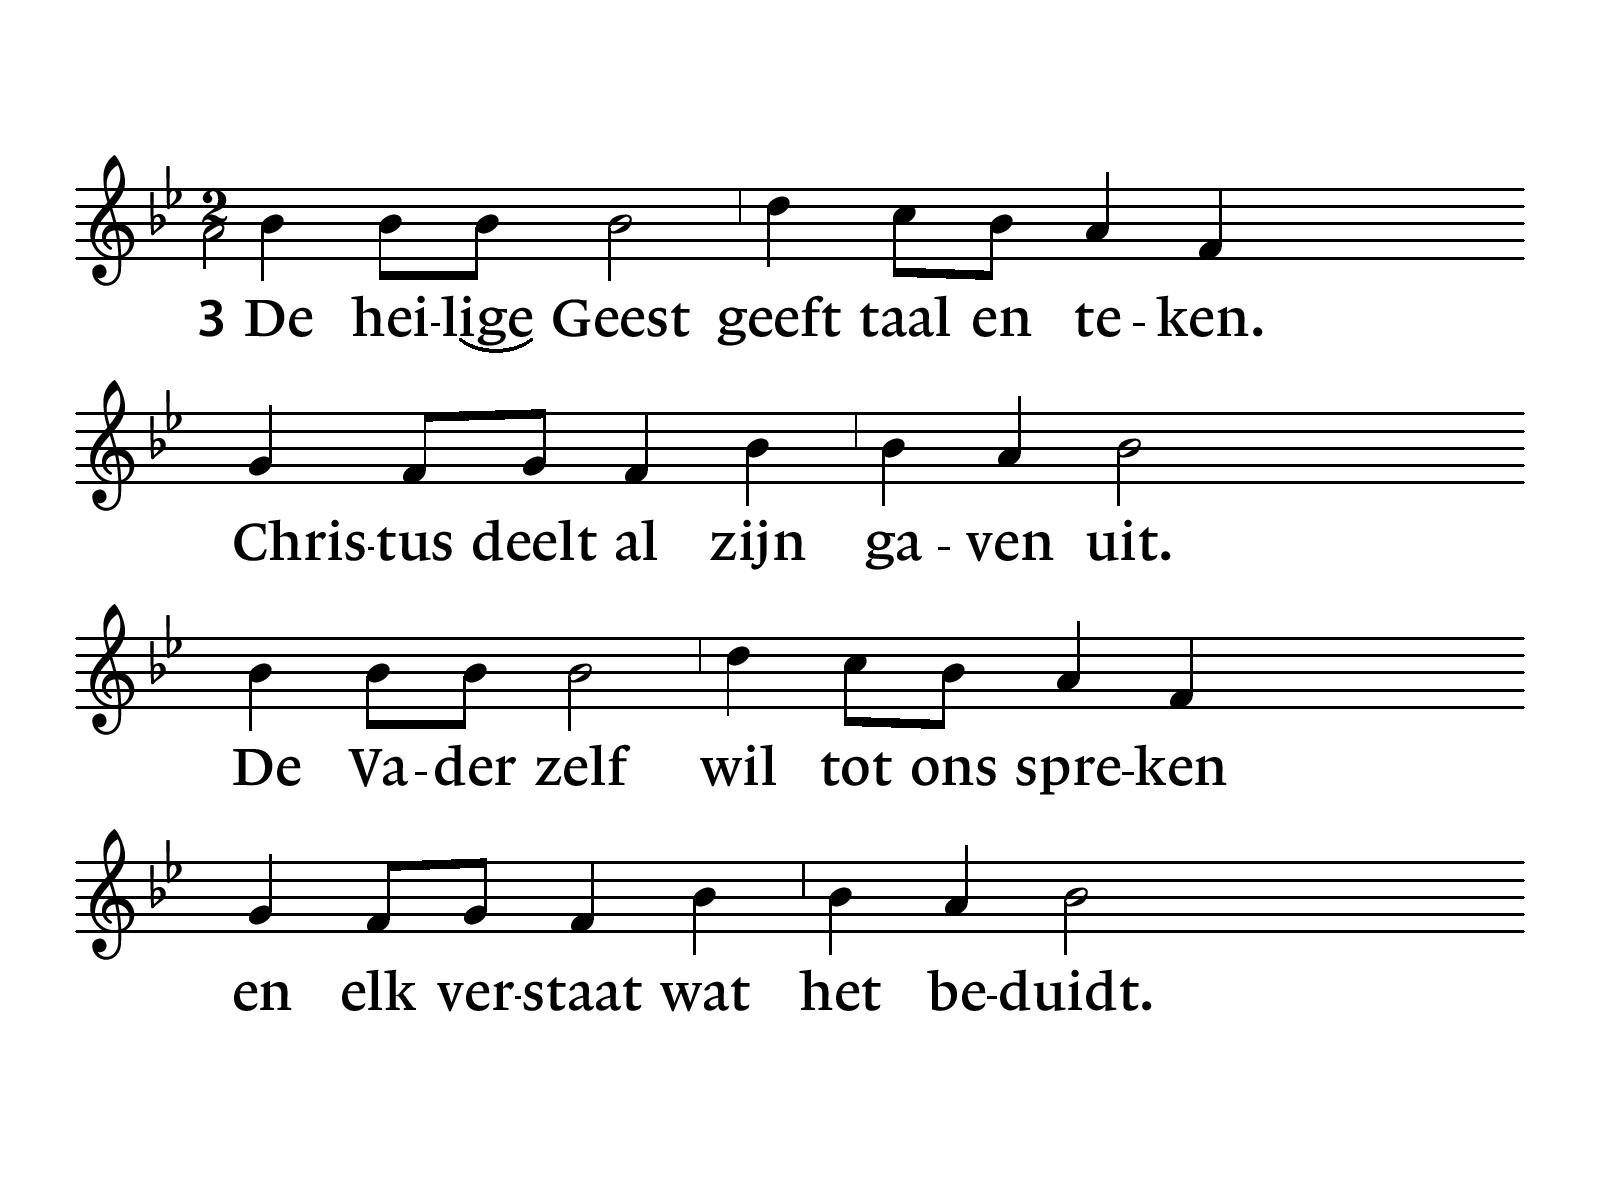 2
3 De hei-lige Geest geeft taal en te - ken.
Chris-tus deelt al zijn ga - ven uit.
De Va-der zelf wil tot ons spre-ken
en elk ver-staat wat het be-duidt.